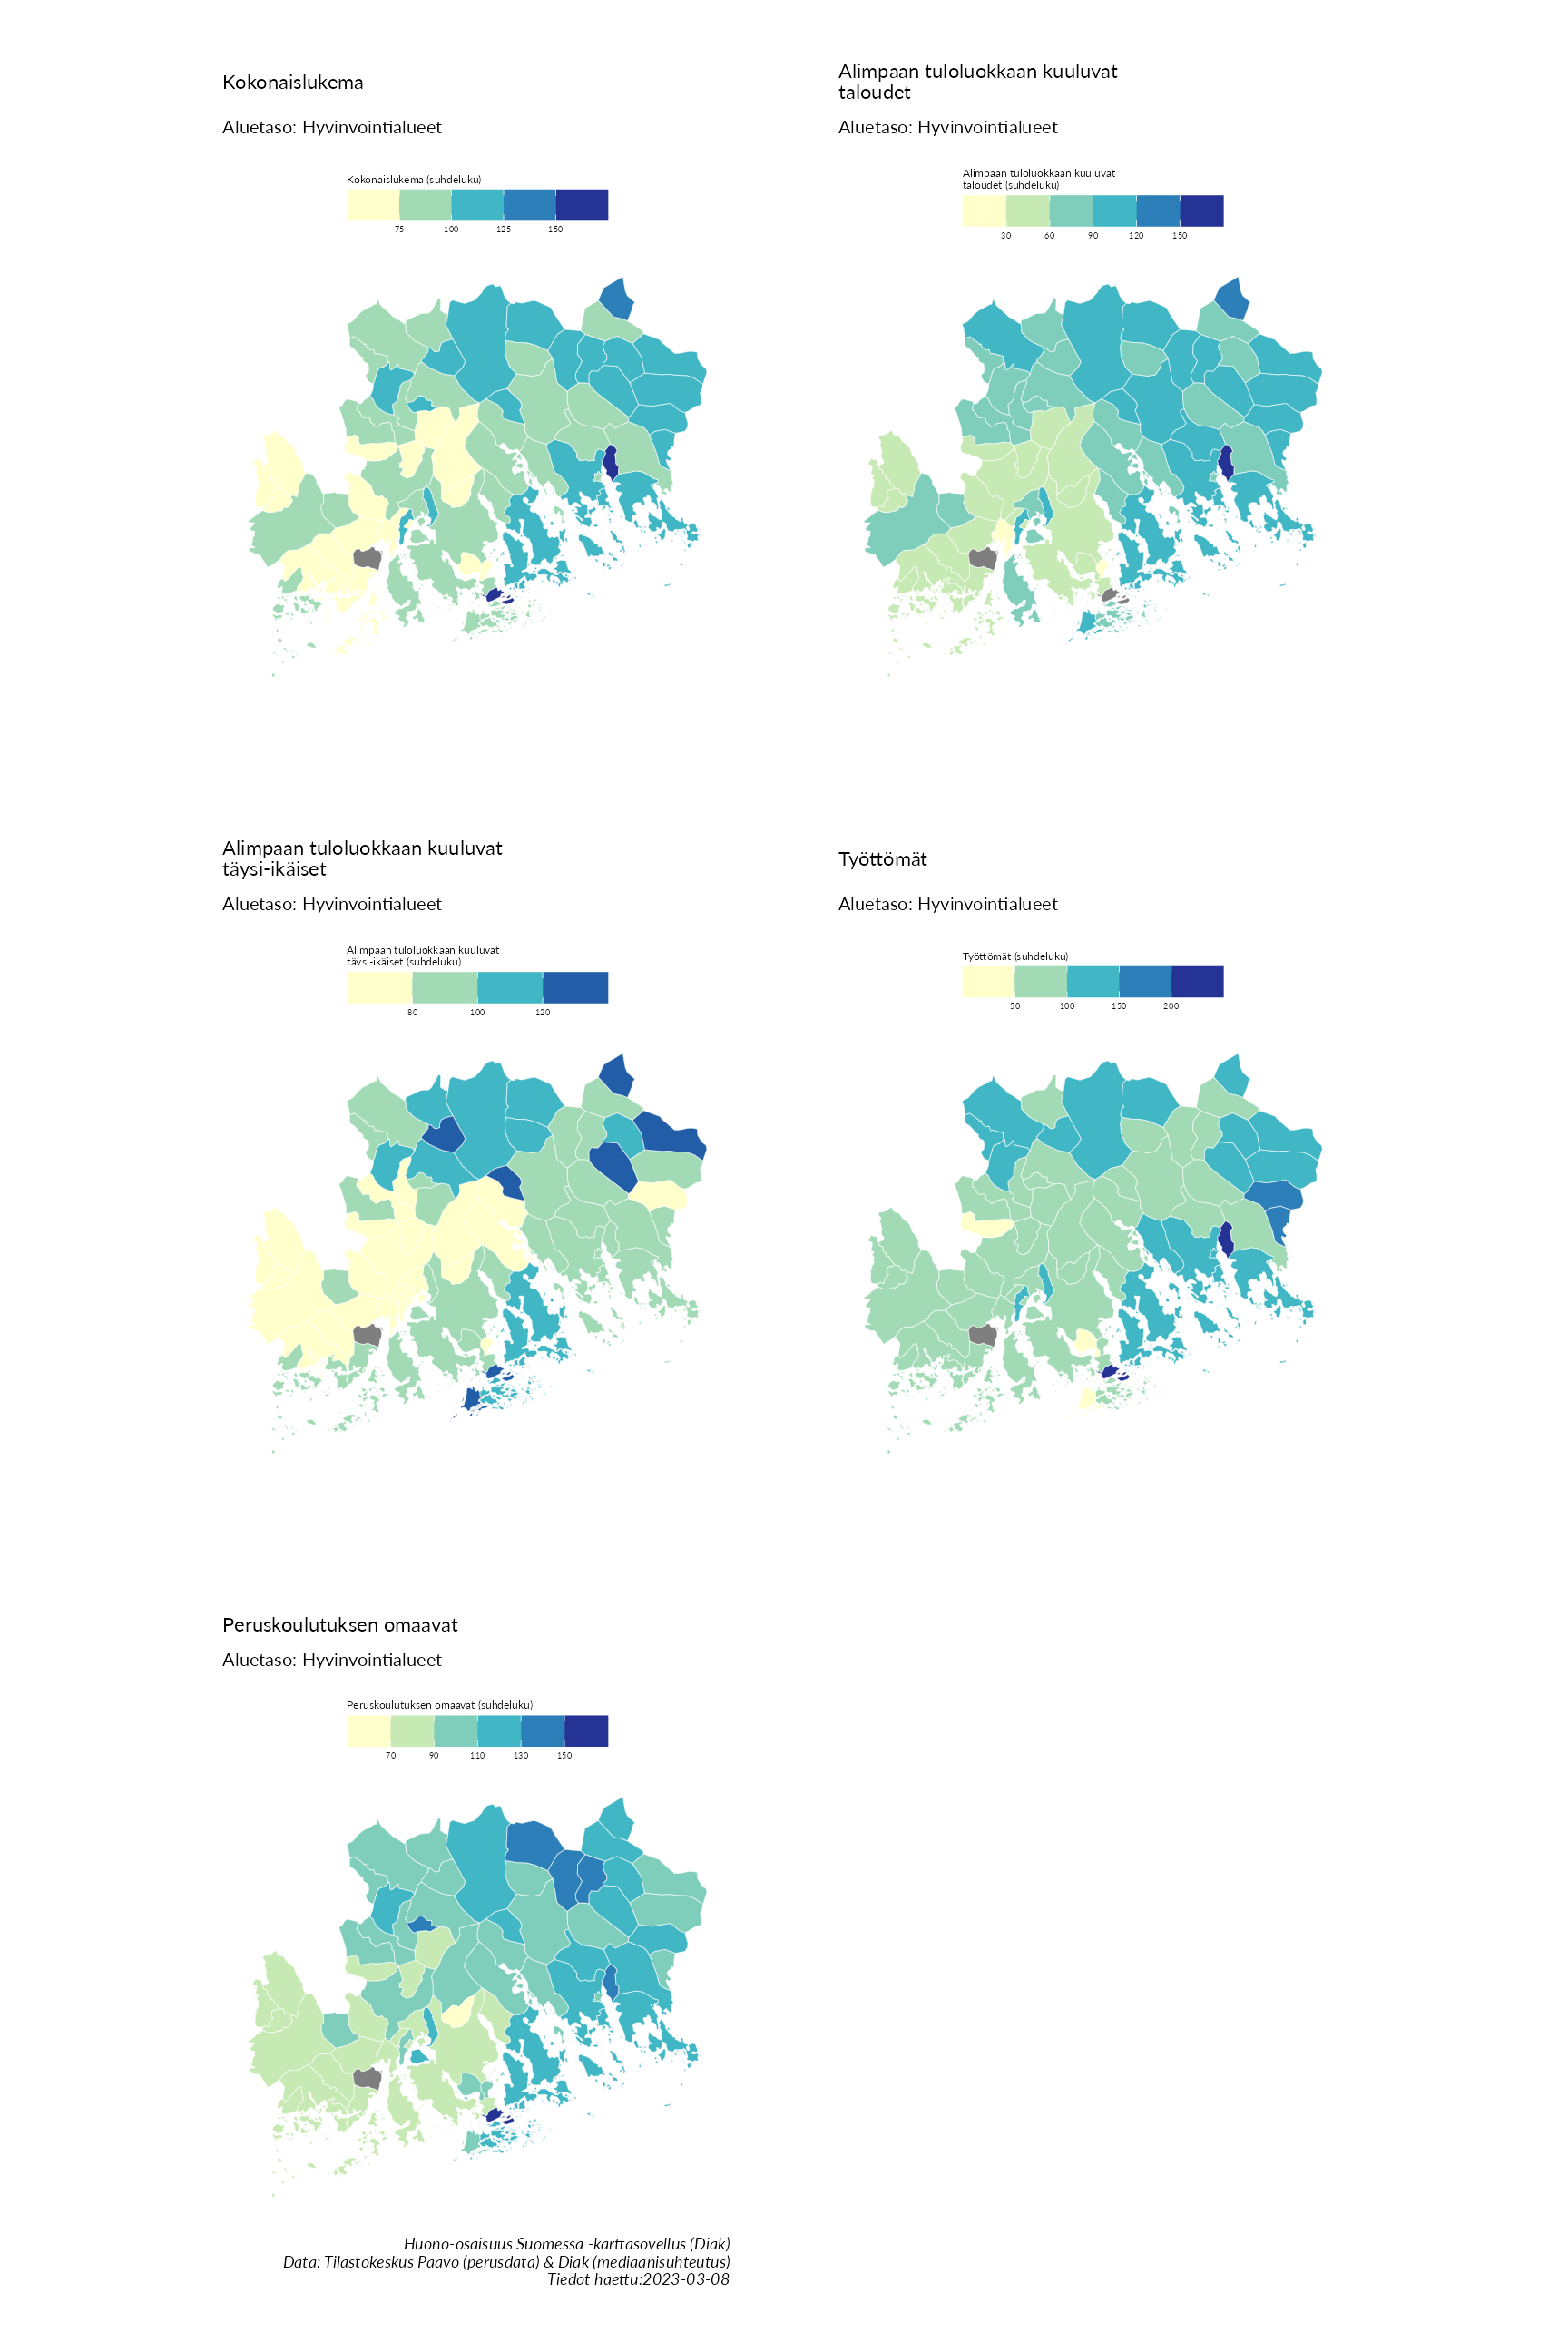 Kokonaislukema
Aluetaso: Hyvinvointialueet
Kokonaislukema (suhdeluku)
75 100 125 150
Alimpaan tuloluokkaan kuuluvat
taloudet
Aluetaso: Hyvinvointialueet
Alimpaan tuloluokkaan kuuluvat
taloudet (suhdeluku)
30 60 90 120 150
Alimpaan tuloluokkaan kuuluvat
täysi-ikäiset
Aluetaso: Hyvinvointialueet
Alimpaan tuloluokkaan kuuluvat
täysi-ikäiset (suhdeluku)
80 100 120
Työttömät
Aluetaso: Hyvinvointialueet
Työttömät (suhdeluku)
50 100 150 200
Peruskoulutuksen omaavat
Aluetaso: Hyvinvointialueet
Peruskoulutuksen omaavat (suhdeluku)
70 90 110 130 150
Huono-osaisuus Suomessa -karttasovellus (Diak)
Data: Tilastokeskus Paavo (perusdata) & Diak (mediaanisuhteutus)
Tiedot haettu:2023-03-08